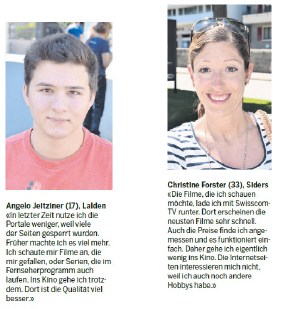 Angelo Jeitziner (17), Lalden
«In letzter Zeit nutze ich die
Portale weniger, weil viele
der Seiten gesperrt wurden.
Früher machte ich es viel mehr.
Ich schaute mir Filme an, die
mir gefallen, oder Serien, die im
Fernseherprogramm auch
laufen. Ins Kino gehe ich trotz-
dem. Dort ist die Qualität viel
besser.»
Christine Forster (33), Siders
«Die Filme, die ich schauen
möchte, lade ich mit Swisscom-
TV runter. Dort erscheinen die
neusten Filme sehr schnell.
Auch die Preise finde ich ange-
messen und es funktioniert ein-
fach. Daher gehe ich eigentlich
wenig ins Kino. Die Internetsei-
ten interessieren mich nicht,
weil ich auch noch andere
Hobbys habe.»